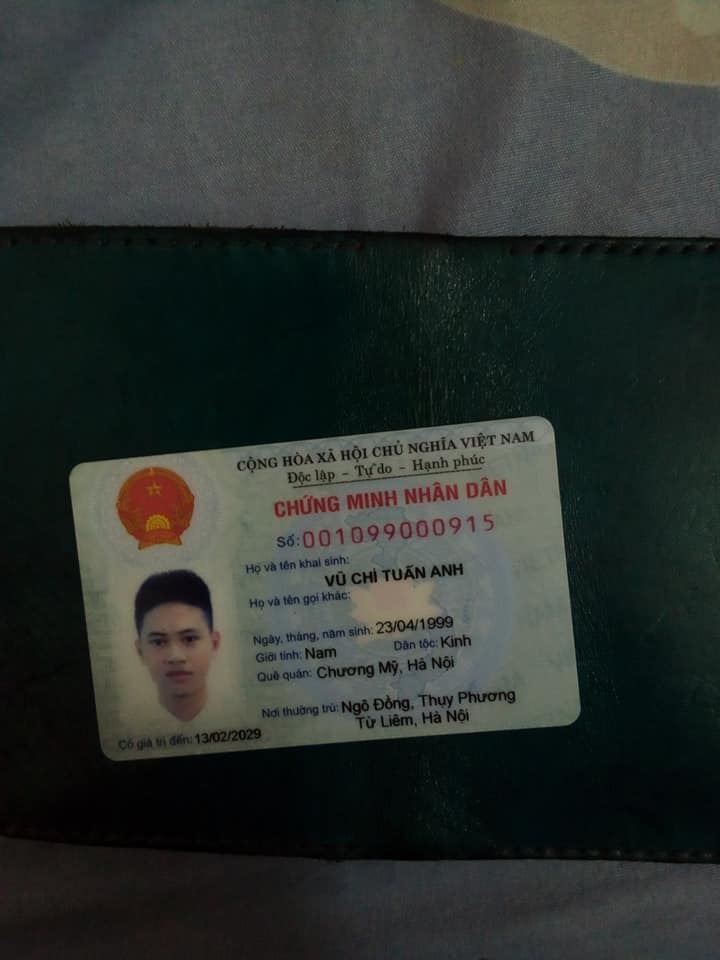 CỘNG HÒA XÃ HỘI CHỦ NGHĨA VIỆT NAM
Độc lập - Tự do - Hạnh phúc
CHỨNG MINH NHÂN DÂN
Số: 001099000915
Họ và tên khai sinh:
VŨ CHÍ TUẤN ANH
Họ và tên gọi khác:
Ngày, tháng, năm sinh: 23/04/1999
Giới tính: Nam Dân tộc: Kinh
Quê quán: Chương Mỹ, Hà Nội
Nơi thường trú: Ngõ Đồng, Thụy Phương
Từ Liêm, Hà Nội
Có giá trị đến: 13/02/2029